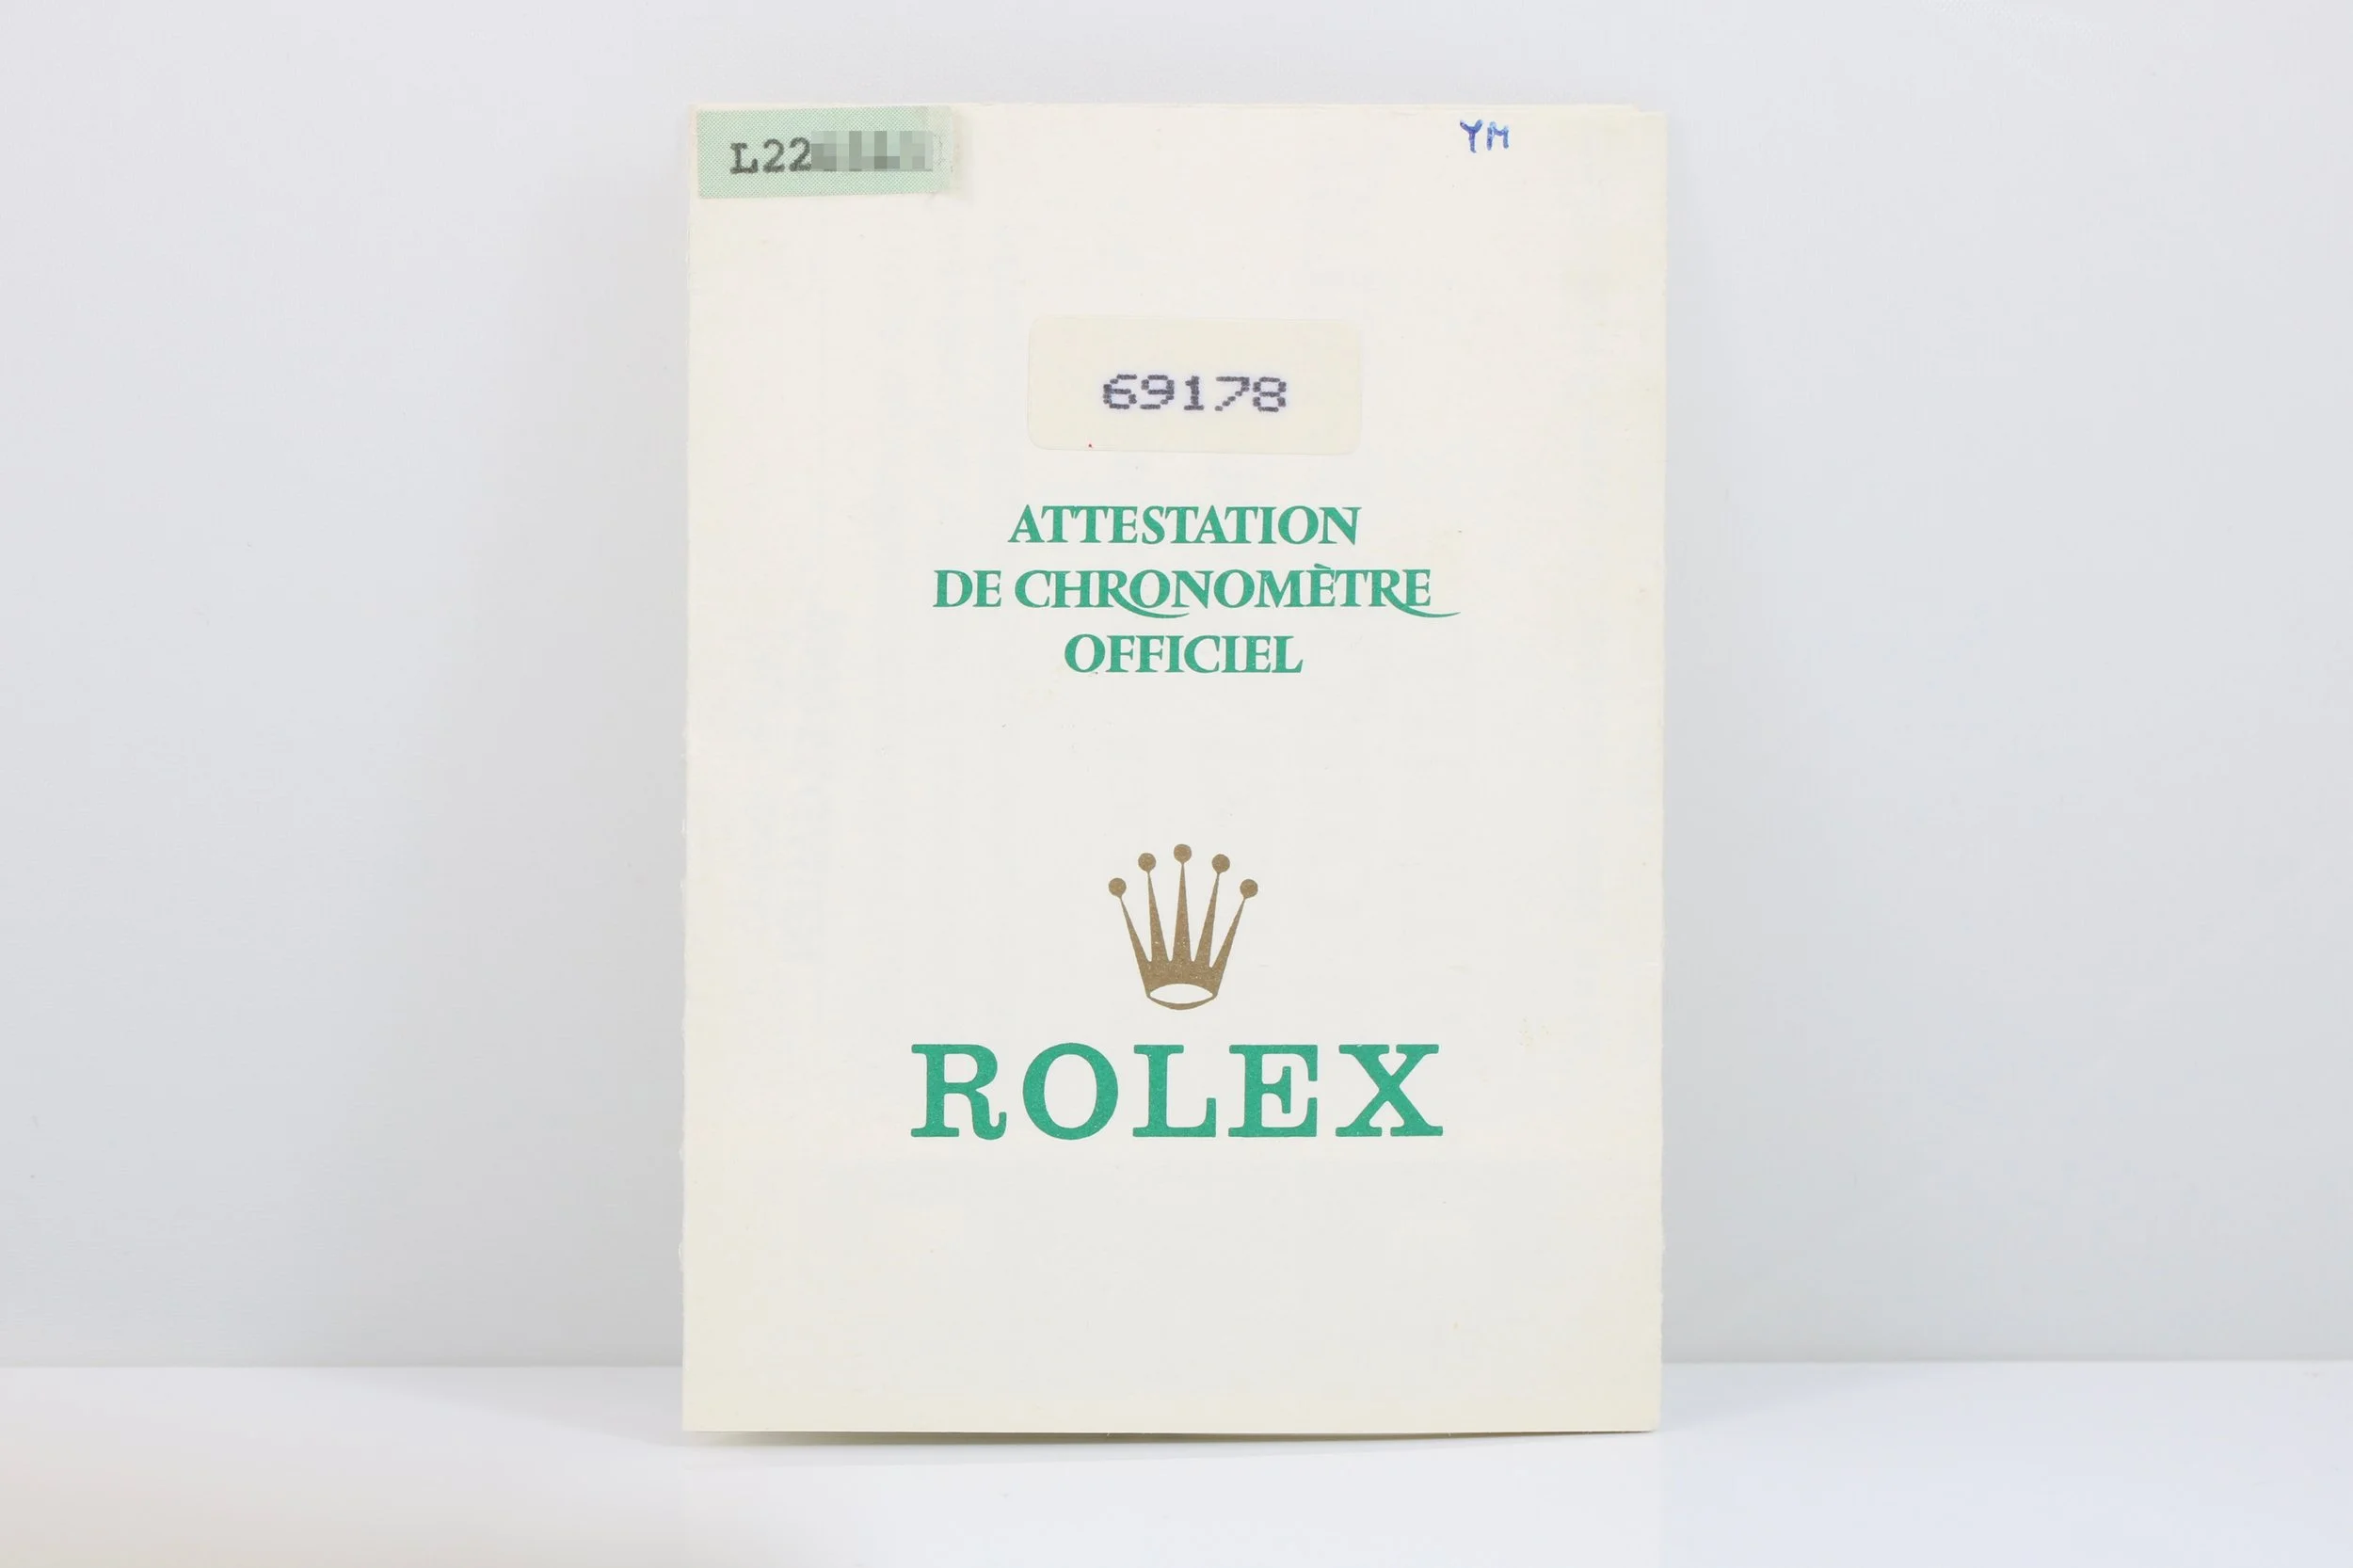 L22
YM
69178
ATTESTATION
DE CHRONOMÈTRE
OFFICIEL
ROLEX